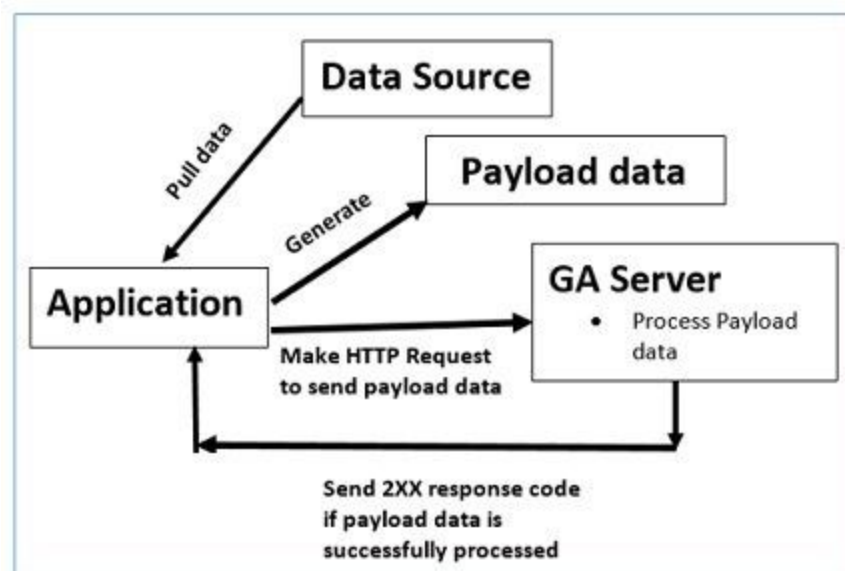 Data Source
Pull data
Payload data
Generate
Application
GA Server
• Process Payload
data
Make HTTP Request
to send payload data
Send 2XX response code
if payload data is
successfully processed